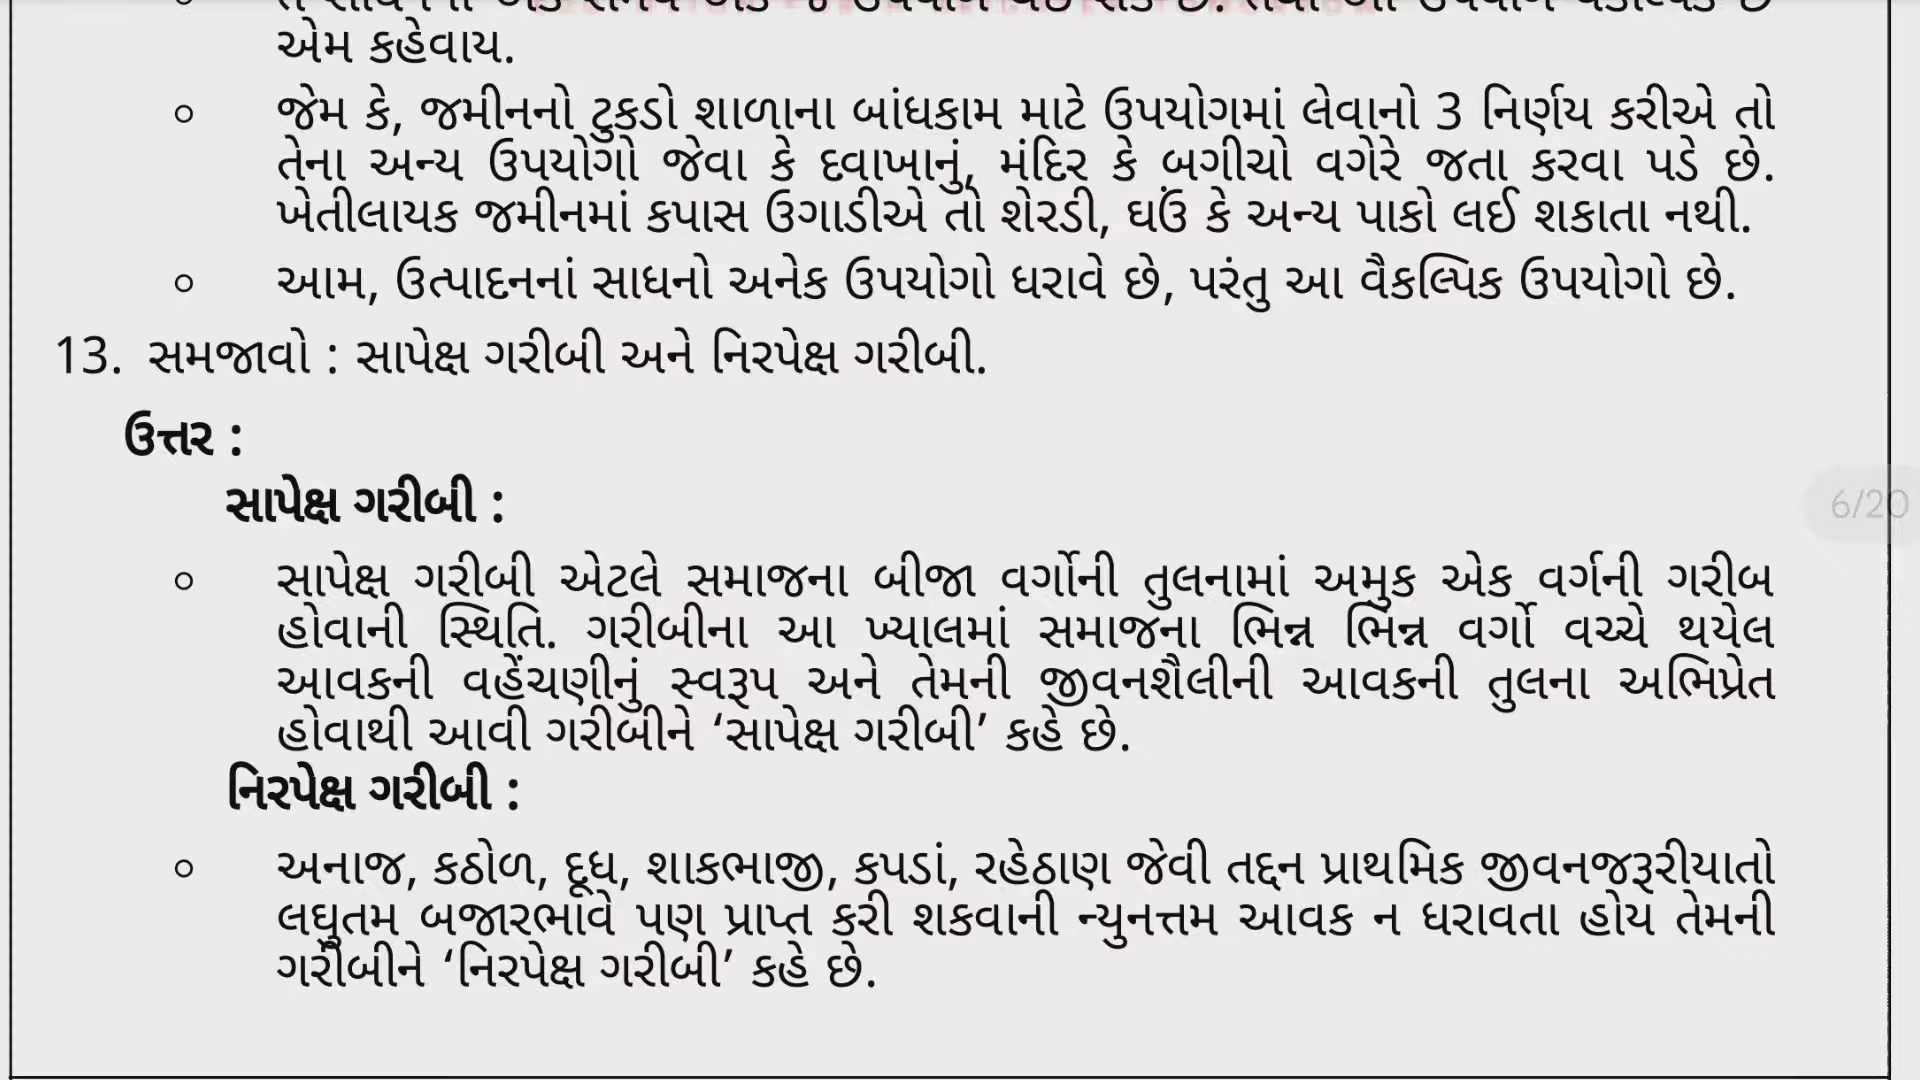 એમ કહેવાય.
○ જેમ કે, જમીનનો ટુકડો શાળાના બાંધકામ માટે ઉપયોગમાં લેવાનો 3 નિર્ણય કરીએ તો
તેના અન્ય ઉપયોગો જેવા કે દવાખાનું, મંદિર કે બગીચો વગેરે જતા કરવા પડે છે.
ખેતીલાયક જમીનમાં કપાસ ઉગાડીએ તો શેરડી, ઘઉં કે અન્ય પાકો લઈ શકાતા નથી.
○ આમ, ઉત્પાદનનાં સાધનો અનેક ઉપયોગો ધરાવે છે, પરંતુ આ વૈકલ્પિક ઉપયોગો છે.
13. સમજાવો : સાપેક્ષ ગરીબી અને નિરપેક્ષ ગરીબી.
ઉત્તર :
સાપેક્ષ ગરીબી :
6/20
○ સાપેક્ષ ગરીબી એટલે સમાજના બીજા વર્ગોની તુલનામાં અમુક એક વર્ગની ગરીબ
હોવાની સ્થિતિ. ગરીબીના આ ખ્યાલમાં સમાજના ભિન્ન ભિન્ન વર્ગો વચ્ચે થયેલ
આવકની વહેંચણીનું સ્વરૂપ અને તેમની જીવનશૈલીની આવકની તુલના અભિપ્રેત
હોવાથી આવી ગરીબીને ‘સાપેક્ષ ગરીબી’ કહે છે.
નિરપેક્ષ ગરીબી :
○ અનાજ, કઠોળ, દૂધ, શાકભાજી, કપડાં, રહેઠાણ જેવી તદ્દન પ્રાથમિક જીવનજરૂરીયાતો
લઘુતમ બજારભાવે પણ પ્રાપ્ત કરી શકવાની ન્યુનત્તમ આવક ન ધરાવતા હોય તેમની
ગરીબીને ‘નિરપેક્ષ ગરીબી’ કહે છે.